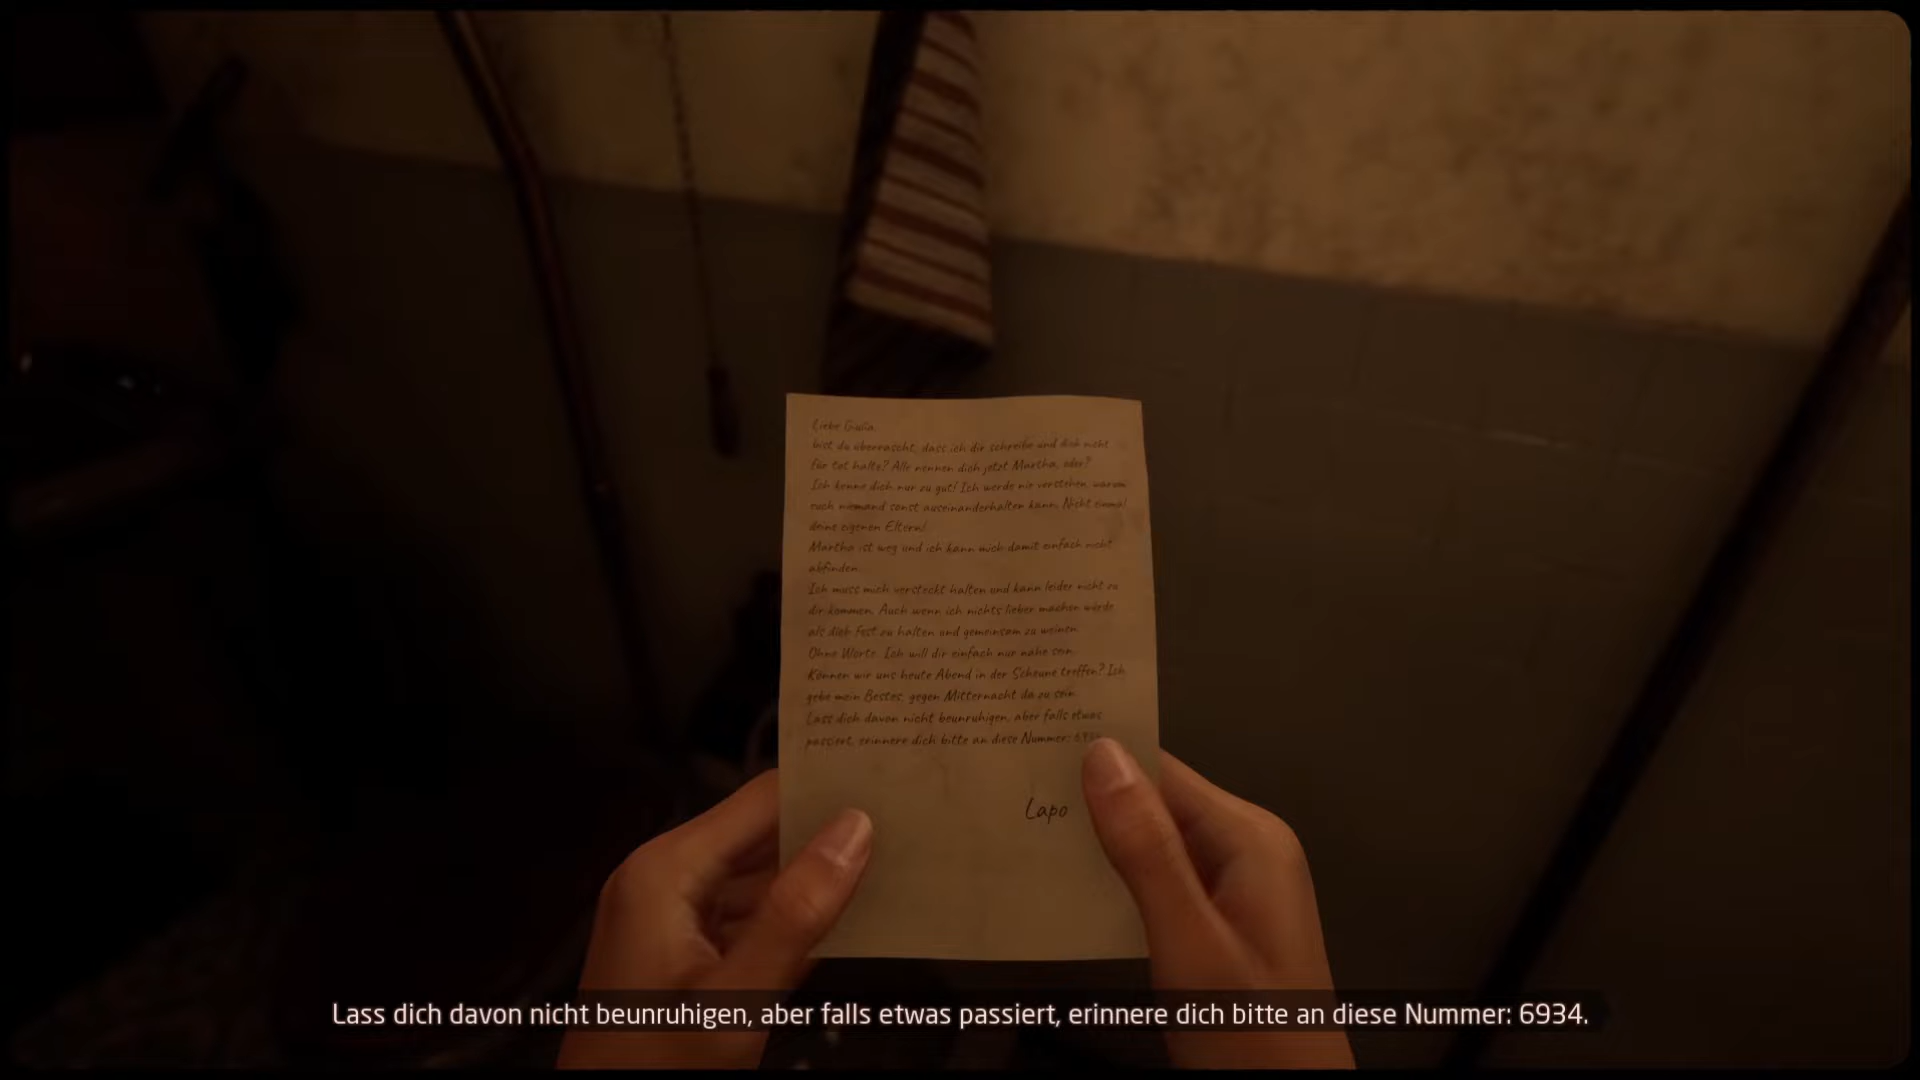 Liebe Giulia,
bist du überrascht, dass ich dir schreibe und dich nicht
für tot halte? Alle nennen dich jetzt Martha, oder?
Ich kenne dich nur zu gut! Ich werde nie verstehen, warum
euch niemand sonst auseinanderhalten kann. Nicht einmal
deine eigenen Eltern!
Martha ist weg und ich kann mich damit einfach nicht
abfinden.
Ich muss mich versteckt halten und kann leider nicht zu
dir kommen. Auch wenn ich nichts lieber machen würde
als dich fest zu halten und gemeinsam zu weinen.
Ohne Worte. Ich will dir einfach nur nahe sein.
Können wir uns heute Abend in der Scheune treffen? Ich
gebe mein Bestes, gegen Mitternacht da zu sein.
Lass dich davon nicht beunruhigen, aber falls etwas
passiert, erinnere dich bitte an diese Nummer: 6934
Lapo
Lass dich davon nicht beunruhigen, aber falls etwas passiert, erinnere dich bitte an diese Nummer: 6934.